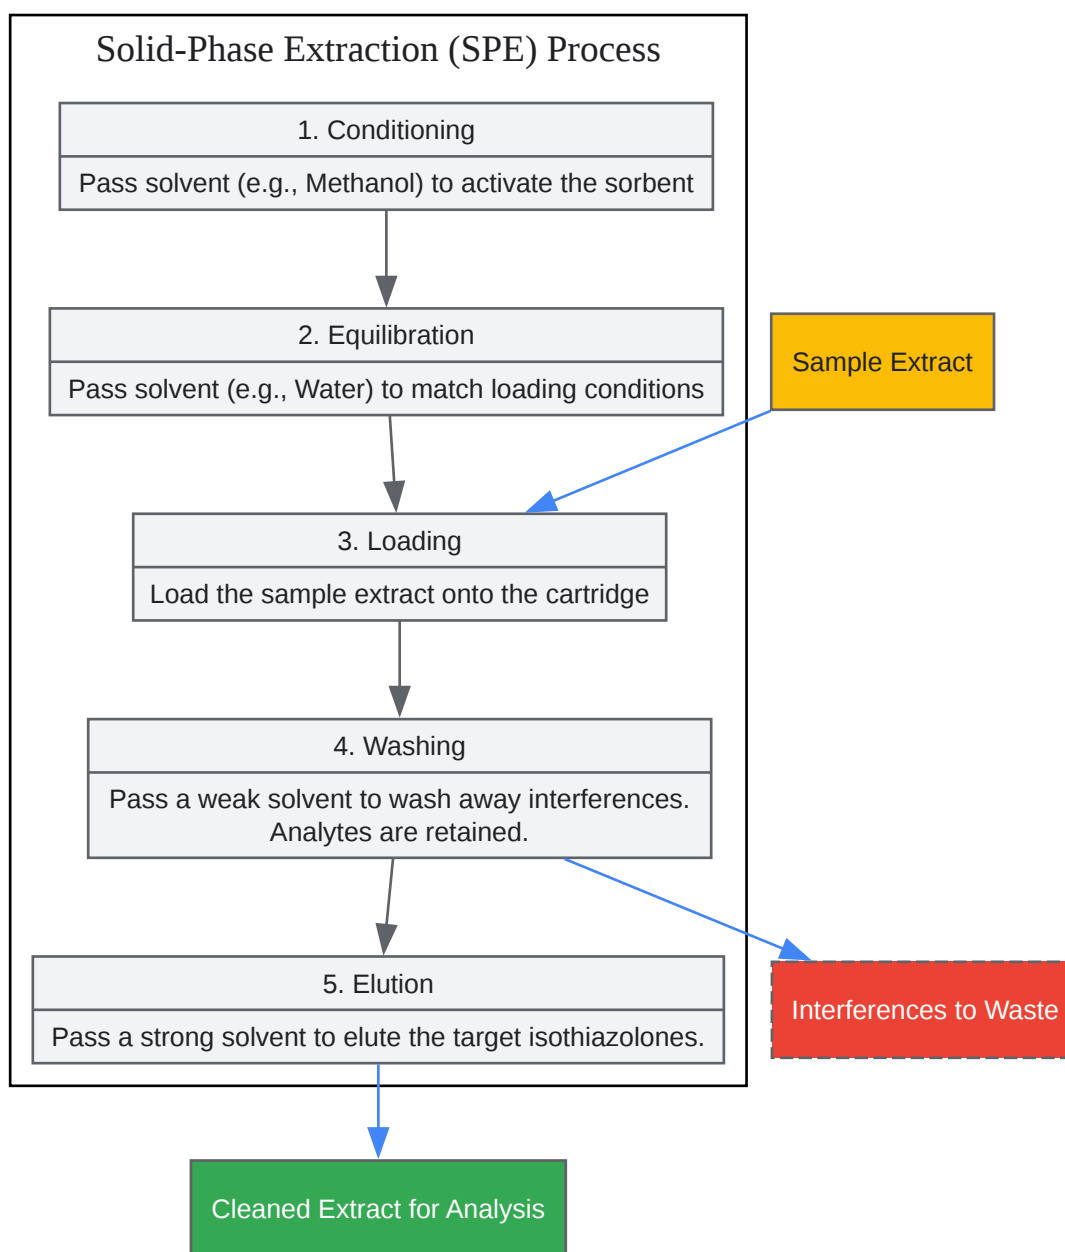 Solid-Phase Extraction (SPE) Process
1. Conditioning
Pass solvent (e.g., Methanol) to activate the sorbent
2. Equilibration
Pass solvent (e.g., Water) to match loading conditions
Sample Extract
3. Loading
Load the sample extract onto the cartridge
4. Washing
Pass a weak solvent to wash away interferences.
Analytes are retained.
5. Elution
Pass a strong solvent to elute the target isothiazolones.
Interferences to Waste
Cleaned Extract for Analysis